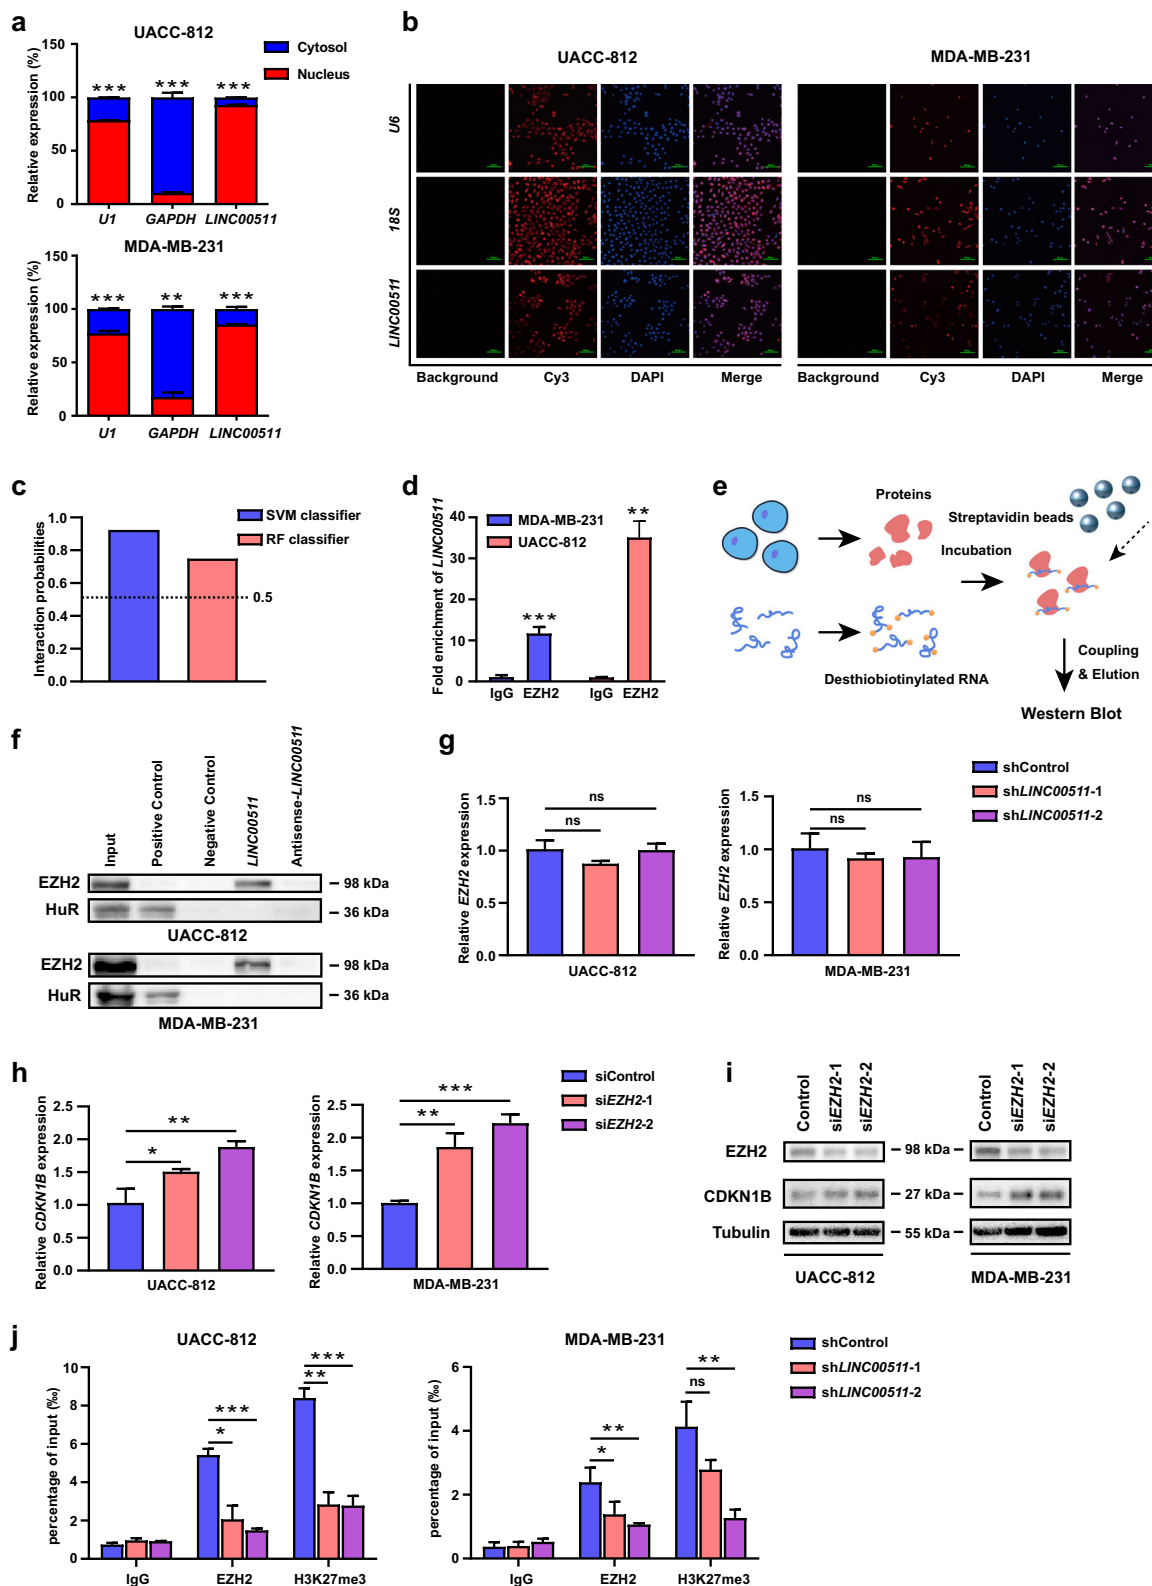 a
UACC-812
Relative expression (%)
150
100
50
0
*** *** ***
Cytosol
Nucleus
U1 GAPDH LINC00511
MDA-MB-231
Relative expression (%)
150
100
50
0
*** ** ***
U1 GAPDH LINC00511
b
UACC-812 MDA-MB-231
U6
18S
LINC00511
Background Cy3 DAPI Merge Background Cy3 DAPI Merge
c
Interaction probabilities
1.0
0.8
0.6
0.4
0.2
0.0
SVM classifier
RF classifier
0.5
d
Fold enrichment of LINC00511
40
30
20
10
0
MDA-MB-231
UACC-812
***
**
IgG EZH2 IgG EZH2
e
Proteins
Streptavidin beads
Incubation
Desthiobiotinylated RNA
Coupling
& Elution
Western Blot
f
Input
Positive Control
Negative Control
LINC00511
Antisense-LINC00511
EZH2 – 98 kDa
HuR – 36 kDa
UACC-812
EZH2 – 98 kDa
HuR – 36 kDa
MDA-MB-231
g
Relative EZH2 expression
1.5
1.0
0.5
0.0
ns
ns
UACC-812
Relative EZH2 expression
1.5
1.0
0.5
0.0
ns
ns
MDA-MB-231
shControl
shLINC00511-1
shLINC00511-2
h
Relative CDKN1B expression
2.5
2.0
1.5
1.0
0.5
0.0
**
*
UACC-812
Relative CDKN1B expression
2.5
2.0
1.5
1.0
0.5
0.0
***
**
MDA-MB-231
siControl
siEZH2-1
siEZH2-2
i
Control
siEZH2-1
siEZH2-2
Control
siEZH2-1
siEZH2-2
EZH2 – 98 kDa –
CDKN1B – 27 kDa –
Tubulin – 55 kDa –
UACC-812 MDA-MB-231
j
UACC-812
percentage of input (‰)
10
8
6
4
2
0
***
*
***
**
IgG EZH2 H3K27me3
MDA-MB-231
percentage of input (‰)
6
4
2
0
**
*
**
ns
IgG EZH2 H3K27me3
shControl
shLINC00511-1
shLINC00511-2